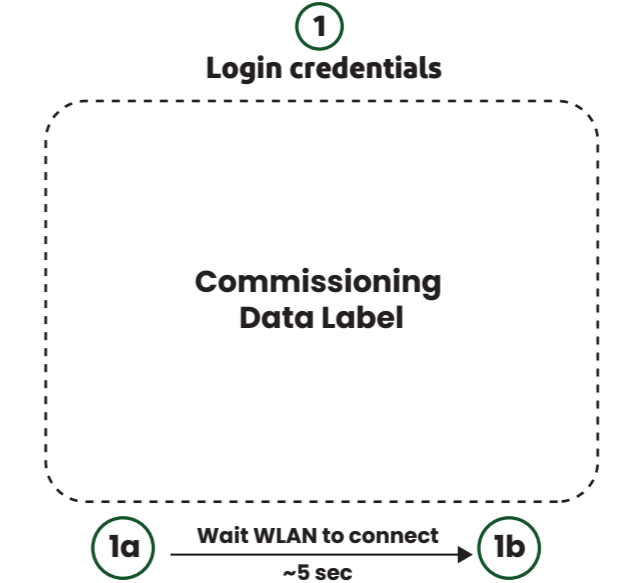 1
Login credentials
Commissioning
Data Label
1a
Wait WLAN to connect
~5 sec
1b